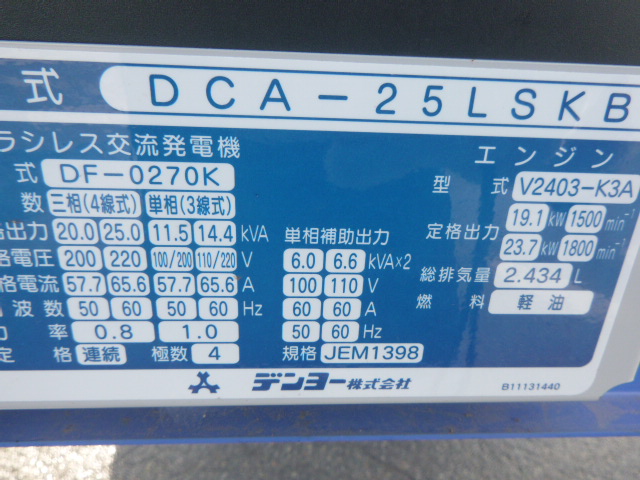 式 DCA-25LSKB
ラシレス交流発電機
式 DF-0270K
数 三相(4線式) 単相(3線式)
格出力 20.0 25.0 11.5 14.4 kVA
格電圧 200 220 100/200 110/220 V
格電流 57.7 65.6 57.7 65.6 A
波数 50 60 50 60 Hz
力率 0.8 1.0
定格 連続 極数 4
単相補助出力
6.0 6.6 kVA×2
100 110 V
60 60 A
50 60 Hz
規格 JEM1398
エンジン
型式 V2403-K3A
定格出力 19.1 kW 1500 min⁻¹
23.7 kW 1800 min⁻¹
総排気量 2.434 L
燃料 軽油
デンヨー株式会社
B11131440